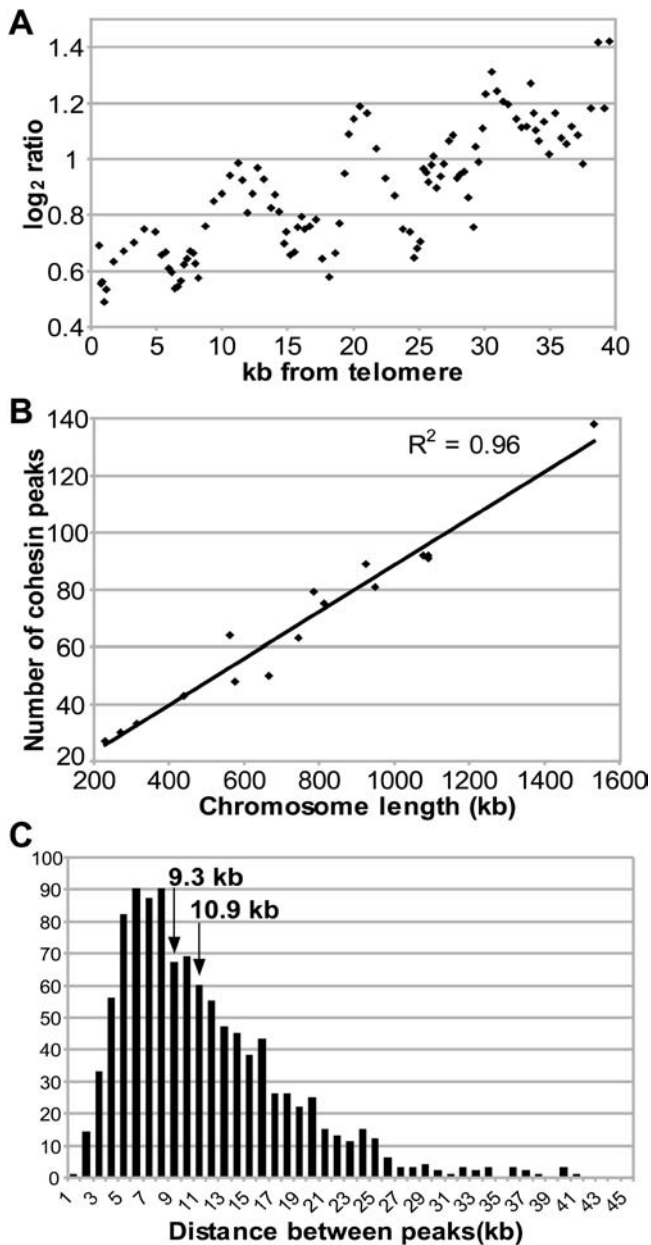 A
log₂ ratio
1.4
1.2
1
0.8
0.6
0.4
0 5 10 15 20 25 30 35 40
kb from telomere
B
Number of cohesin peaks
140
120
100
80
60
40
20
R² = 0.96
200 400 600 800 1000 1200 1400 1600
Chromosome length (kb)
C
100
90
80
70
60
50
40
30
20
10
0
9.3 kb
10.9 kb
1 3 5 7 9 11 13 15 17 19 21 23 25 27 29 31 33 35 37 39 41 43 45
Distance between peaks(kb)